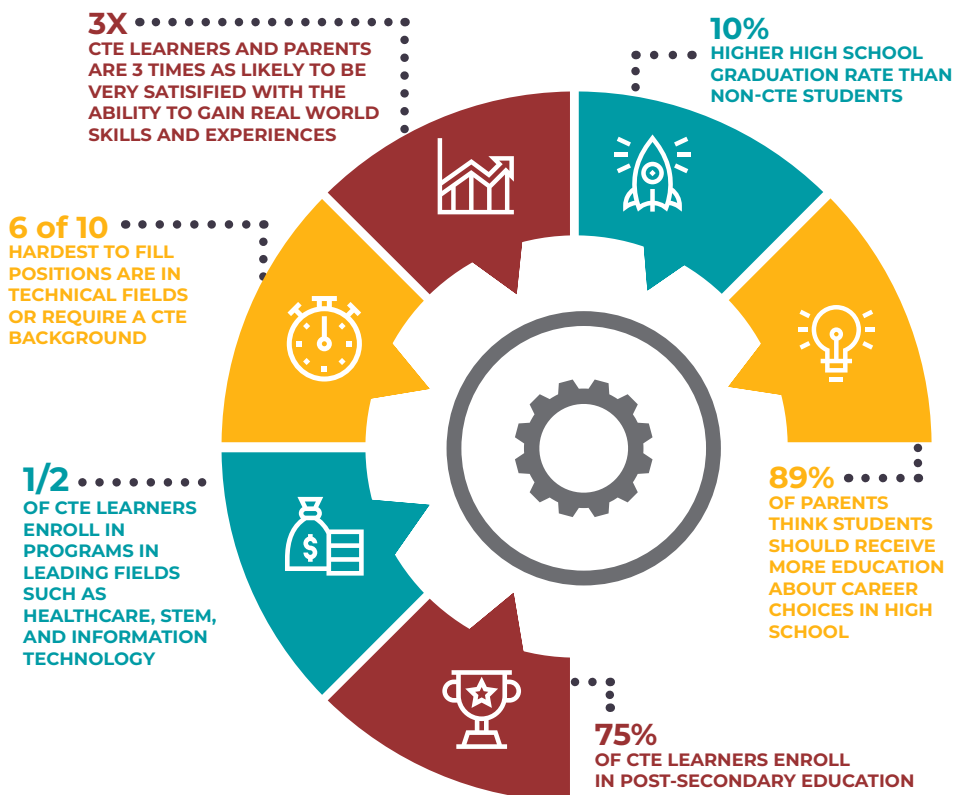 3X
CTE LEARNERS AND PARENTS
ARE 3 TIMES AS LIKELY TO BE
VERY SATISIFIED WITH THE
ABILITY TO GAIN REAL WORLD
SKILLS AND EXPERIENCES
10%
HIGHER HIGH SCHOOL
GRADUATION RATE THAN
NON-CTE STUDENTS
6 of 10
HARDEST TO FILL
POSITIONS ARE IN
TECHNICAL FIELDS
OR REQUIRE A CTE
BACKGROUND
$
1/2
OF CTE LEARNERS
ENROLL IN
PROGRAMS IN
LEADING FIELDS
SUCH AS
HEALTHCARE, STEM,
AND INFORMATION
TECHNOLOGY
89%
OF PARENTS
THINK STUDENTS
SHOULD RECEIVE
MORE EDUCATION
ABOUT CAREER
CHOICES IN HIGH
SCHOOL
75%
OF CTE LEARNERS ENROLL
IN POST-SECONDARY EDUCATION